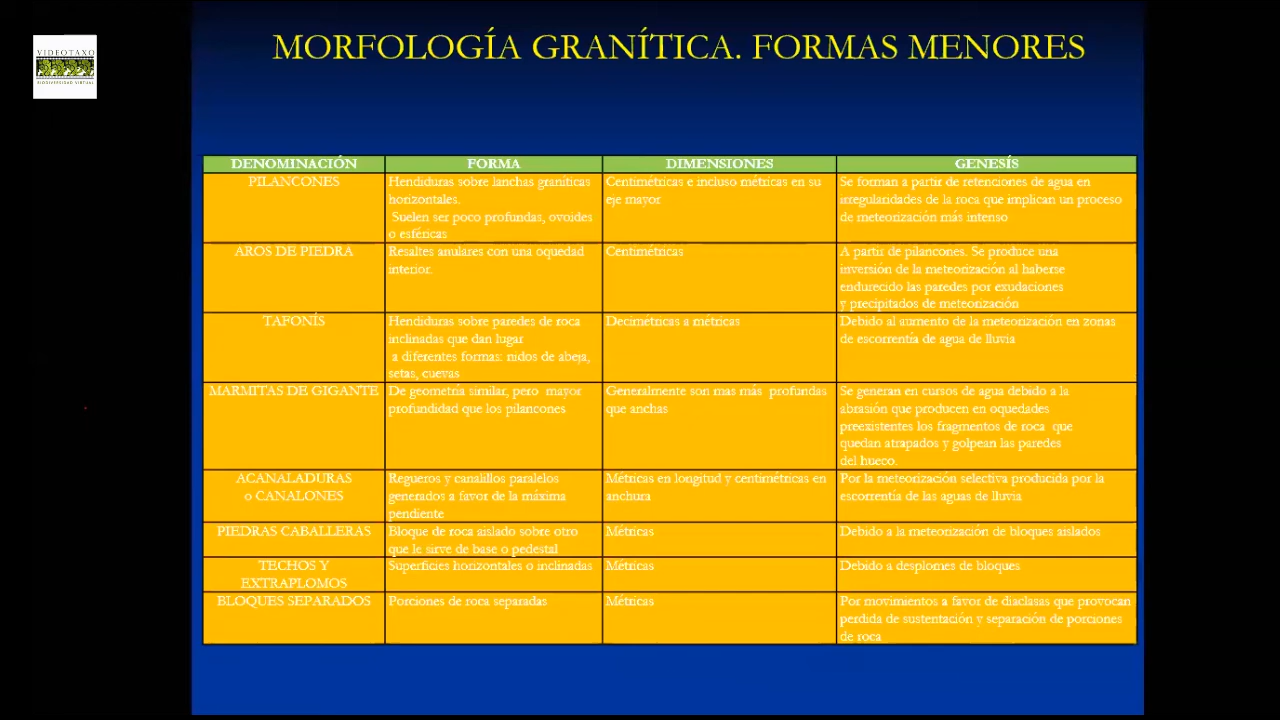 VIDEOTAXO
BIODIVERSIDAD VIRTUAL
MORFOLOGÍA GRANÍTICA. FORMAS MENORES
DENOMINACIÓN
FORMA
DIMENSIONES
GENESÍS
PILANCONES
Hendiduras sobre lanchas graníticas
horizontales.
Suelen ser poco profundas, ovoides
o esféricas
Centimétricas e incluso métricas en su
eje mayor
Se forman a partir de retenciones de agua en
irregularidades de la roca que implican un proceso
de meteorización más intenso
AROS DE PIEDRA
Resaltes anulares con una oquedad
interior.
Centimétricas
A partir de pilancones. Se produce una
inversión de la meteorización al haberse
endurecido las paredes por exudaciones
y precipitados de meteorización
TAFONÍS
Hendiduras sobre paredes de roca
inclinadas que dan lugar
a diferentes formas: nidos de abeja,
setas, cuevas
Decimétricas a métricas
Debido al aumento de la meteorización en zonas
de escorrentía de agua de lluvia
MARMITAS DE GIGANTE
De geometría similar, pero mayor
profundidad que los pilancones
Generalmente son mas más profundas
que anchas
Se generan en cursos de agua debido a la
abrasión que producen en oquedades
preexistentes los fragmentos de roca que
quedan atrapados y golpean las paredes
del hueco.
ACANALADURAS
o CANALONES
Regueros y canalillos paralelos
generados a favor de la máxima
pendiente
Métricas en longitud y centimétricas en
anchura
Por la meteorización selectiva producida por la
escorrentía de las aguas de lluvia
PIEDRAS CABALLERAS
Bloque de roca aislado sobre otro
que le sirve de base o pedestal
Métricas
Debido a la meteorización de bloques aislados
TECHOS Y
EXTRAPLOMOS
Superficies horizontales o inclinadas
Métricas
Debido a desplomes de bloques
BLOQUES SEPARADOS
Porciones de roca separadas
Métricas
Por movimientos a favor de diaclasas que provocan
perdida de sustentación y separación de porciones
de roca